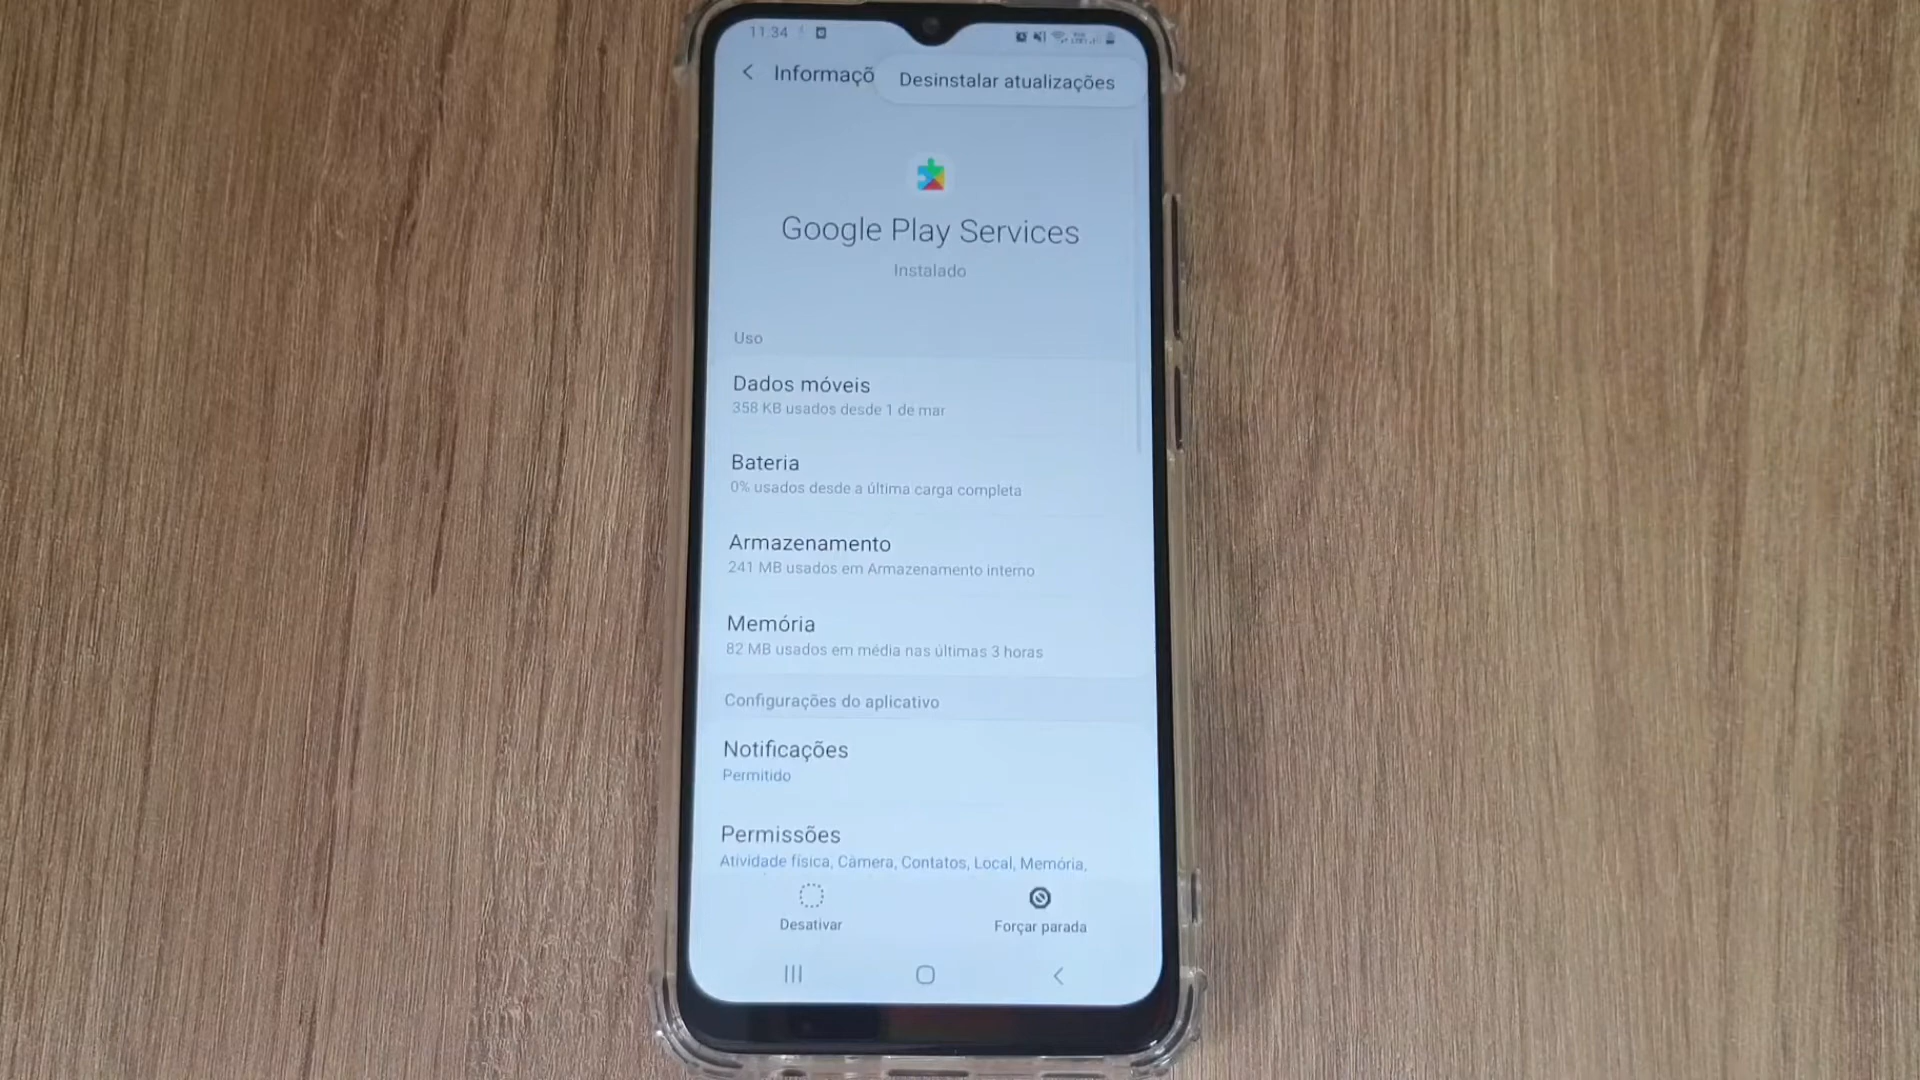 11.34
Informaçõ
Desinstalar atualizações
Google Play Services
Instalado
Uso
Dados móveis
358 KB usados desde 1 de mar
Bateria
0% usados desde a última carga completa
Armazenamento
241 MB usados em Armazenamento interno
Memória
82 MB usados em média nas últimas 3 horas
Configurações do aplicativo
Notificações
Permitido
Permissões
Atividade física, Câmera, Contatos, Local, Memória,
Desativar
Forçar parada